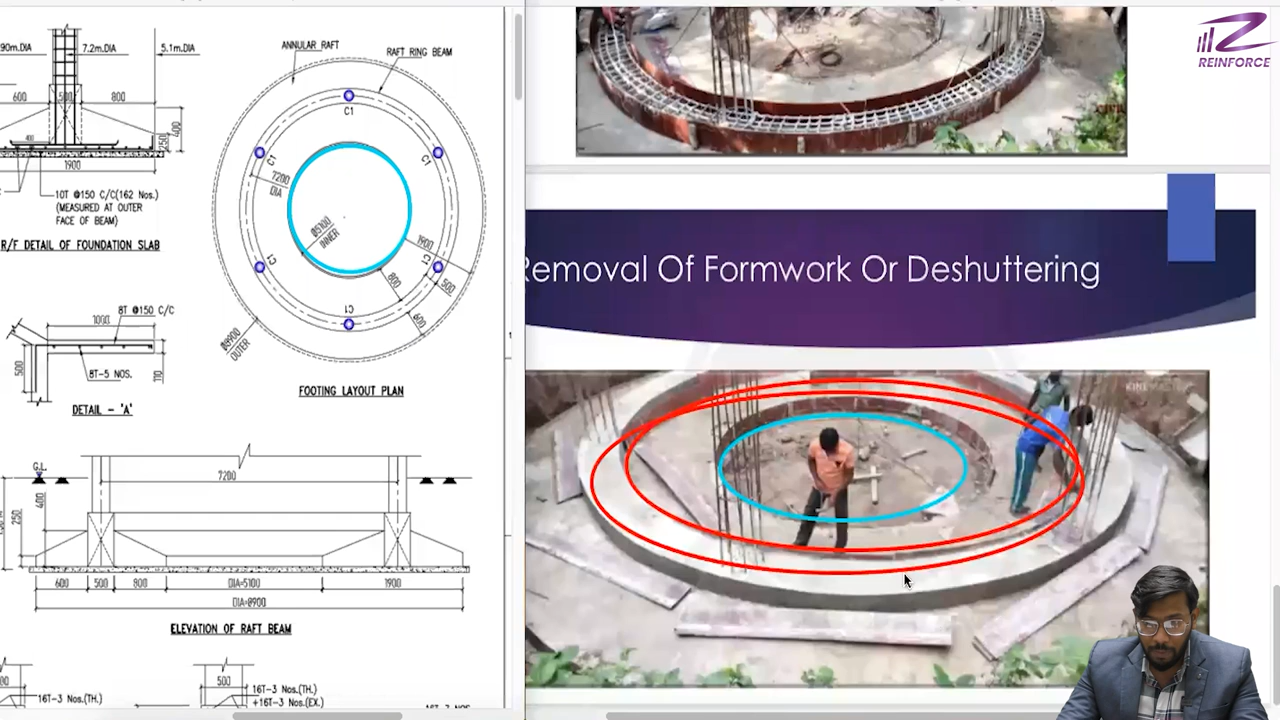 90m.DIA
7.2m.DIA
5.1m.DIA
600
500
800
400
250
400
1900
10T @150 C/C(162 Nos.)
(MEASURED AT OUTER
FACE OF BEAM)
R/F DETAIL OF FOUNDATION SLAB
ANNULAR RAFT
RAFT RING BEAM
C1
C1
C1
7200
DIA
Ø5100
INNER
1900
C1
C1
C1
800
500
600
Ø8900
OUTER
FOOTING LAYOUT PLAN
1000
8T @150 C/C
500
110
8T-5 NOS.
DETAIL - 'A'
G.L.
7200
400
250
600
500
800
DIA=5100
1900
DIA=8900
ELEVATION OF RAFT BEAM
500
16T-3 Nos.(TH.)
16T-3 Nos.(TH.)
+16T-3 Nos.(EX.)
REINFORCE
Removal Of Formwork Or Deshuttering